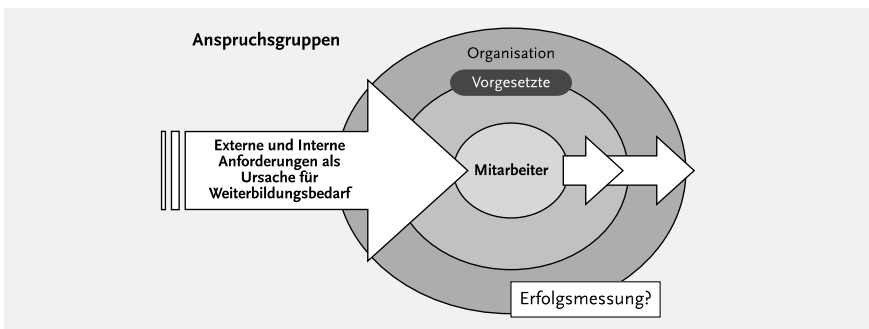 Anspruchsgruppen
Organisation
Vorgesetzte
Externe und Interne
Anforderungen als
Ursache für
Weiterbildungsbedarf
Mitarbeiter
Erfolgsmessung?